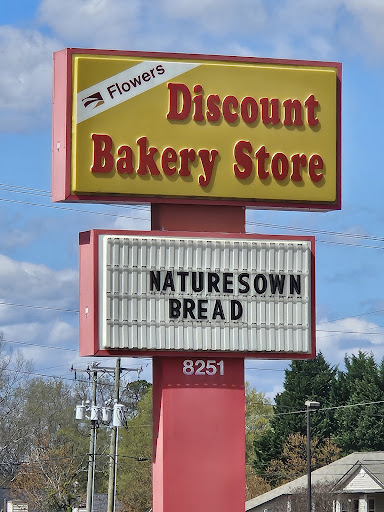 Flowers
Discount
Bakery Store
NATURESOWN
BREAD
8251